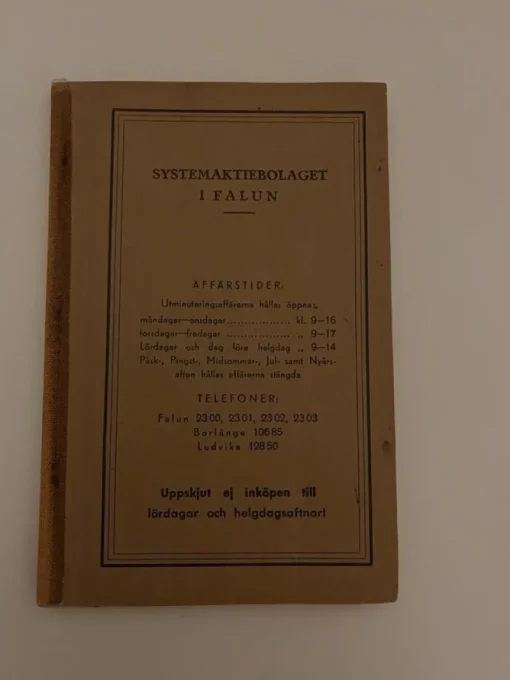 SYSTEMAKTIEBOLAGET
I FALUN
AFFÄRSTIDER:
Utminuteringsaffärerna hållas öppna:
måndagar—onsdagar ................. kl. 9—16
torsdagar—fredagar ................. „ 9—17
Lördagar och dag före helgdag „ 9—14
Påsk-, Pingst-, Midsommar-, Jul- samt Nyårs-
afton hållas affärerna stängda
TELEFONER:
Falun 2300, 2301, 2302, 2303
Borlänge 10685
Ludvika 12850
Uppskjut ej inköpen till
lördagar och helgdagsaftnar!